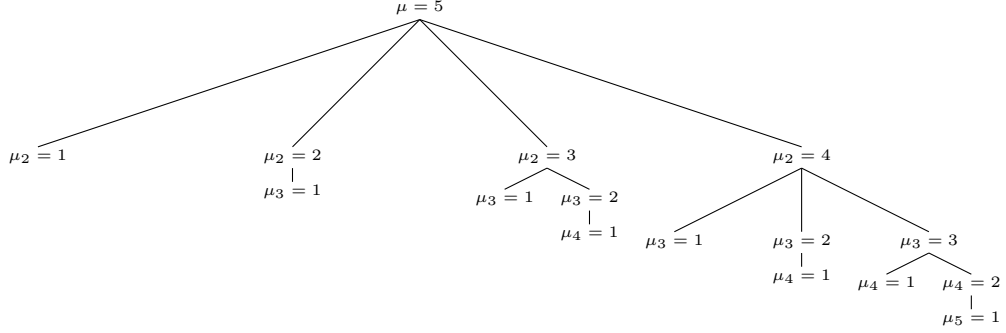 μ = 5
μ₂ = 1 μ₂ = 2 μ₂ = 3 μ₂ = 4
μ₃ = 1 μ₃ = 1 μ₃ = 2
μ₄ = 1
μ₃ = 1 μ₃ = 2 μ₃ = 3
μ₄ = 1 μ₄ = 1 μ₄ = 2
μ₅ = 1